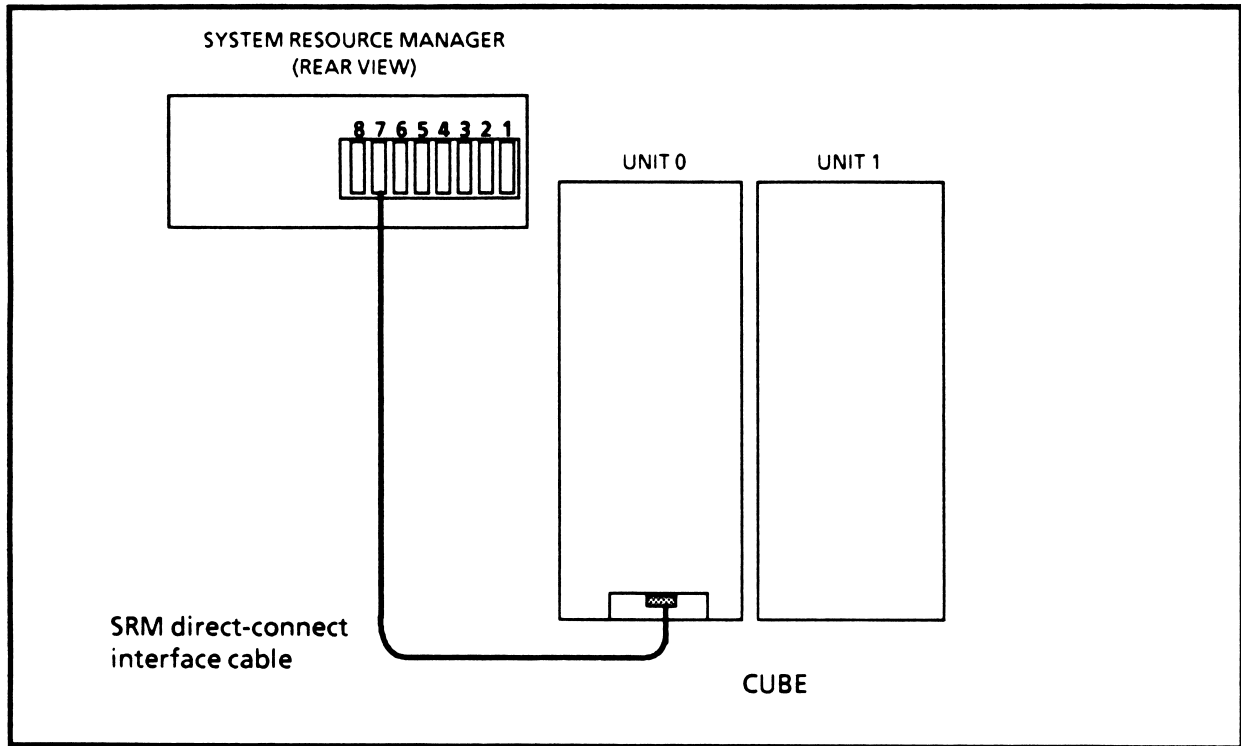 SYSTEM RESOURCE MANAGER
(REAR VIEW)
8 7 6 5 4 3 2 1
UNIT 0
UNIT 1
SRM direct-connect
interface cable
CUBE